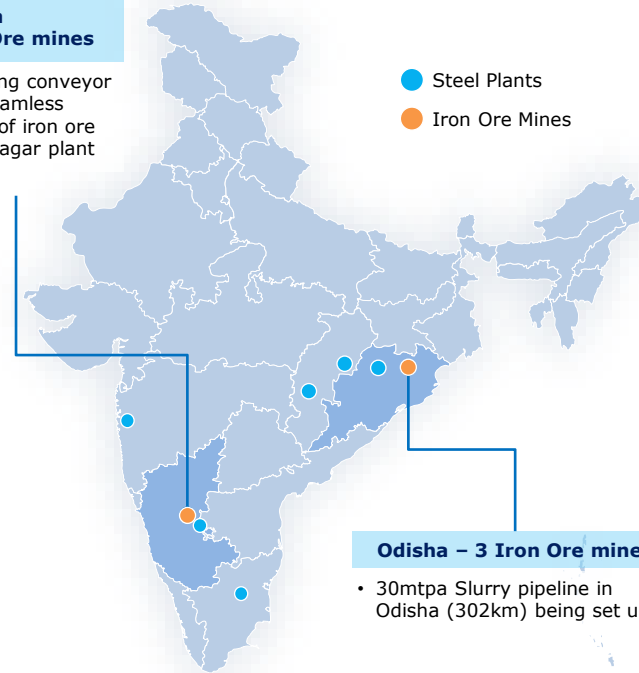 Ore mines
ng conveyor
amless
of iron ore
agar plant
Steel Plants
Iron Ore Mines
Odisha – 3 Iron Ore mine
• 30mtpa Slurry pipeline in
Odisha (302km) being set u